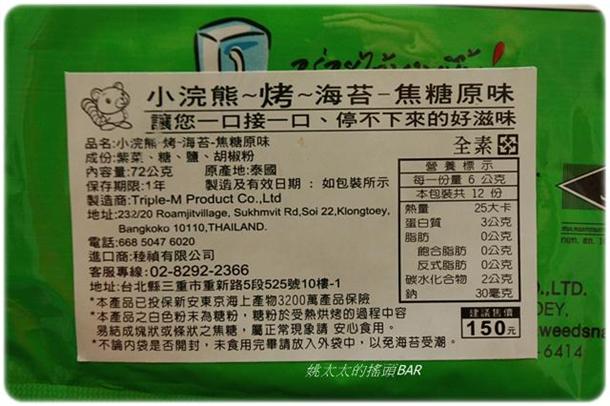 小浣熊~烤~海苔-焦糖原味
讓您一口接一口、停不下來的好滋味
品名:小浣熊-烤~海苔-焦糖原味
全素
成份:紫菜、糖、鹽、胡椒粉
內容量:72公克 原產地:泰國
保存期限:1年 製造及有效日期:如包裝所示
製造商:Triple-M Product Co.,Ltd
地址:232/20 Roamjitvillage, Sukhmvit Rd,Soi 22,Klongtoey,
Bangkoko 10110,THAILAND.
電話:668 5047 6020
進口商:稑禎有限公司
客服專線:02-8292-2366
地址:台北縣三重市重新路5段525號10樓-1
*本產品已投保新安東京海上產物3200萬產品保險
*本產品之白色粉末為糖粉，糖粉於受熱烘烤的過程中容
易結成塊狀或條狀之焦糖，屬正常現象請 安心食用。
*不論內袋是否開封，未食用完畢請放入外袋中，以免海苔受潮。
營養標示
每一份量 6 公克
本包裝共 12 份
熱量 25大卡
蛋白質 3公克
脂肪 0公克
飽合脂肪 0公克
反式脂肪 0公克
碳水化合物 2公克
鈉 30毫克
建議售價
150元
O.,LTD.
OEY,
weedsna
-6414
姚太太的搖頭BAR